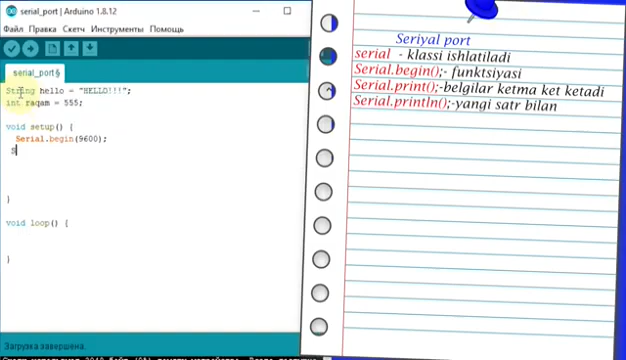 serial_port | Arduino 1.8.12
Файл Правка Скетч Инструменты Помощь
serial_port§
String hello = "HELLO!!!";
int raqam = 555;
void setup() {
Serial.begin(9600);
S
}
void loop() {
}
Загрузка завершена.
Seriyal port
serial - klassi ishlatiladi
Serial.begin();- funktsiyasi
Serial.print();-belgilar ketma ket ketadi
Serial.println();-yangi satr bilan